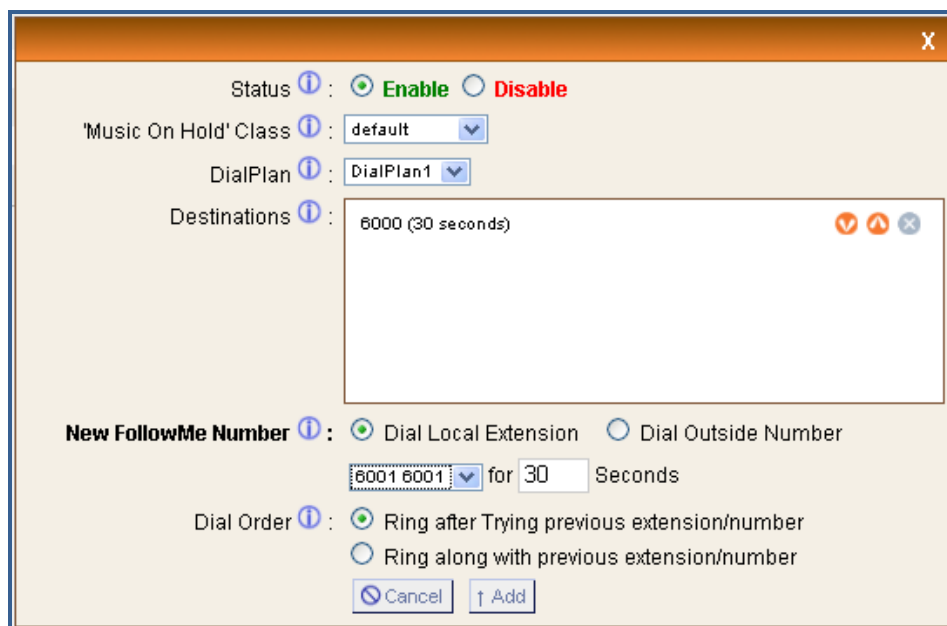 X
Status : Enable Disable
'Music On Hold' Class : default
DialPlan : DialPlan1
Destinations : 6000 (30 seconds)
New FollowMe Number : Dial Local Extension Dial Outside Number
6001 6001 for 30 Seconds
Dial Order : Ring after Trying previous extension/number
Ring along with previous extension/number
Cancel ↑ Add